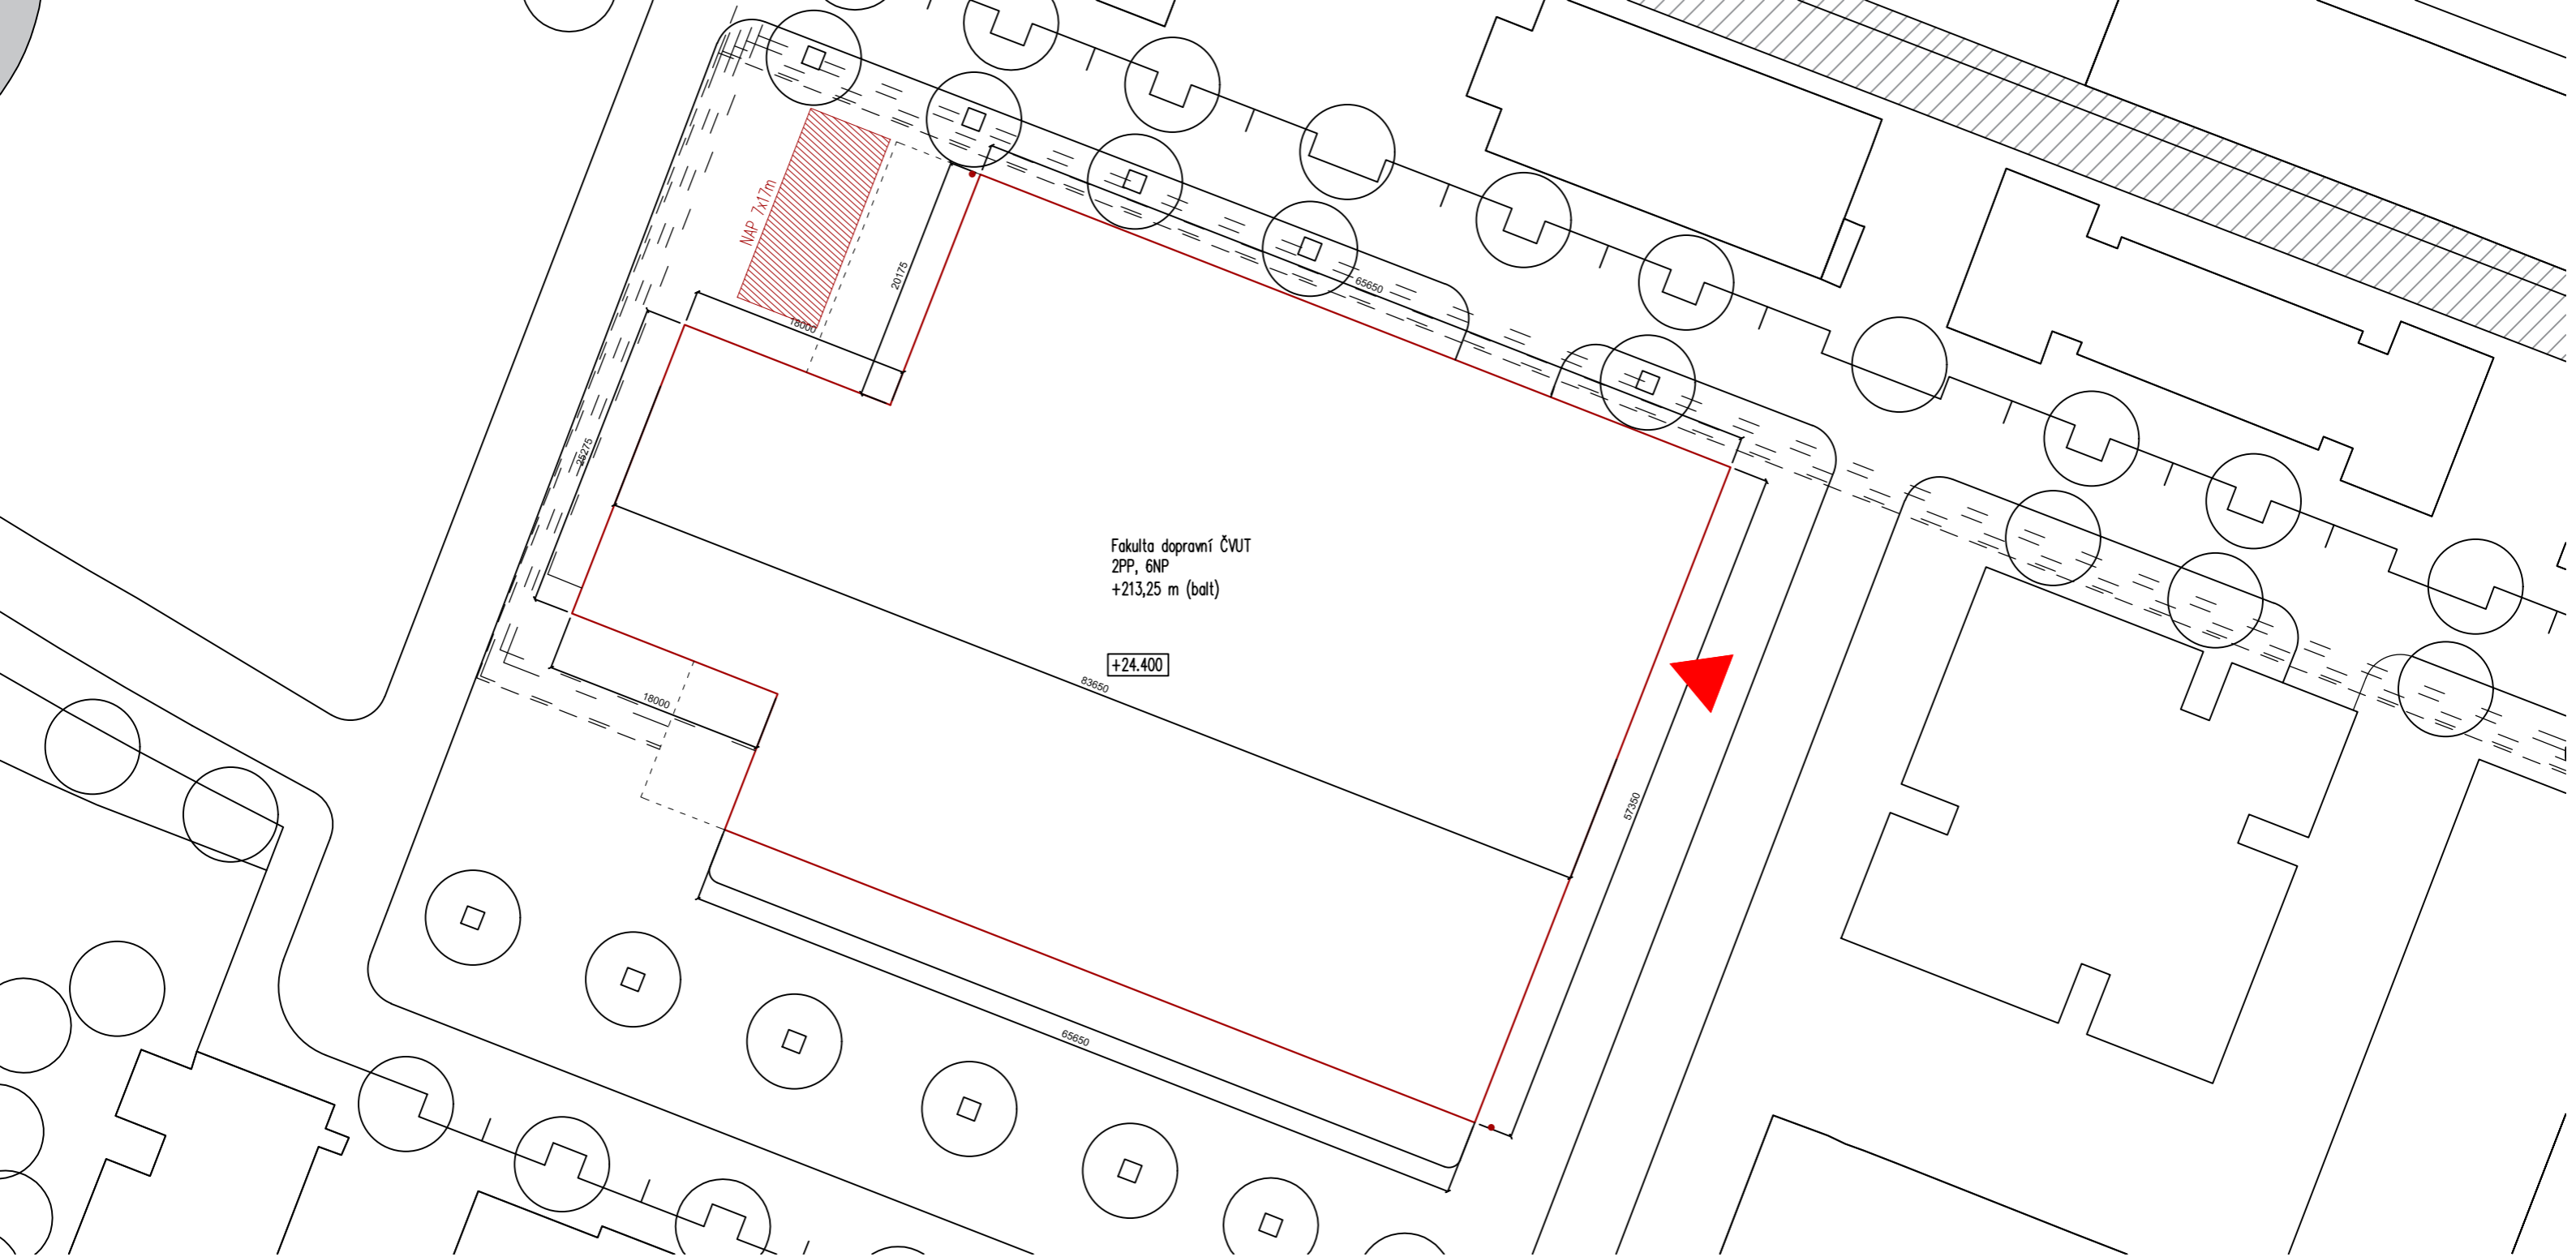 NAP 7x17m
20175
18000
65650
25275
Fakulta dopravní ČVUT
2PP, 6NP
+213,25 m (balt)
+24.400
83650
18000
57350
65650